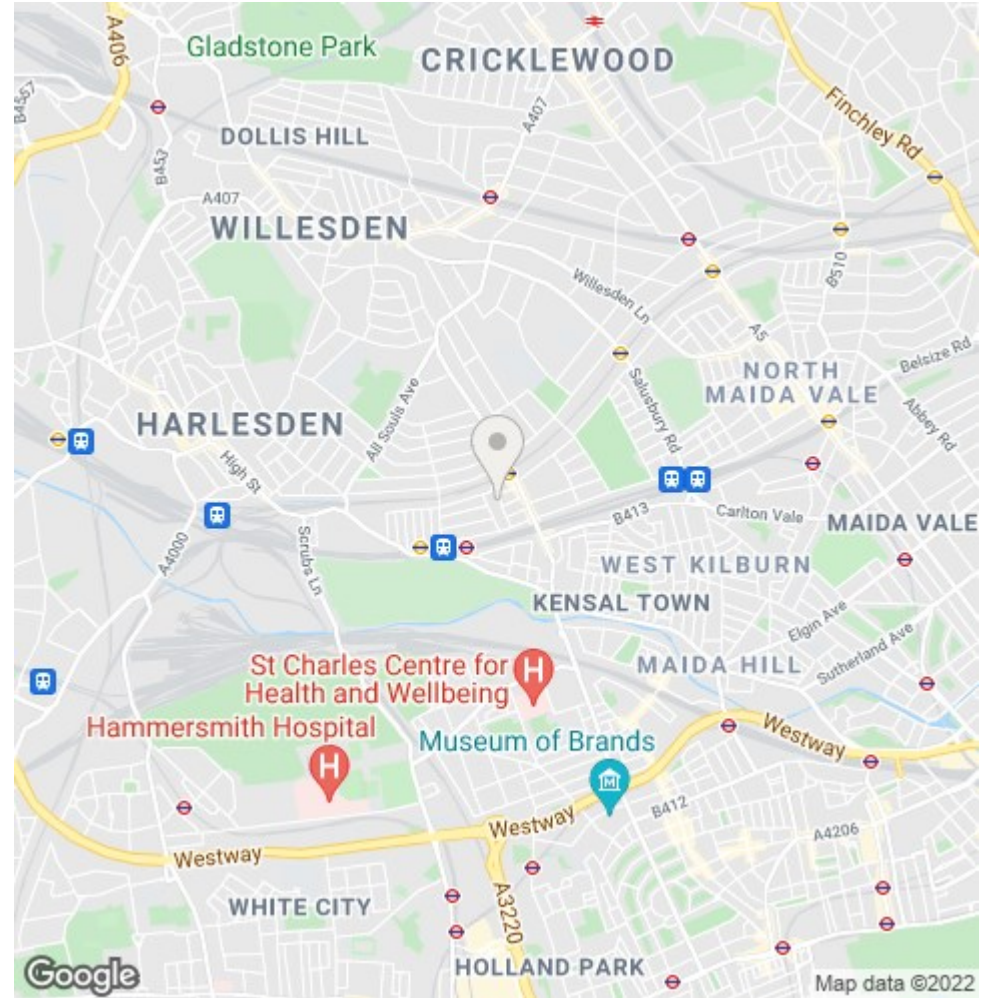 A406
Gladstone Park
CRICKLEWOOD
B4557
A407
Finchley Rd
DOLLIS HILL
B453
A407
WILLESDEN
B510
Willesden Ln
A5
Belsize Rd
NORTH
MAIDA VALE
Salusbury Rd
All Souls Ave
Abbey Rd
HARLESDEN
High St
B413
Carlton Vale
MAIDA VALE
A4000
Scrubs Ln
WEST KILBURN
KENSAL TOWN
Elgin Ave
Sutherland Ave
MAIDA HILL
St Charles Centre for
Health and Wellbeing
H
Hammersmith Hospital
H
Museum of Brands
M
Westway
B412
Westway
A4206
Westway
A3220
WHITE CITY
HOLLAND PARK
Google
Map data ©2022